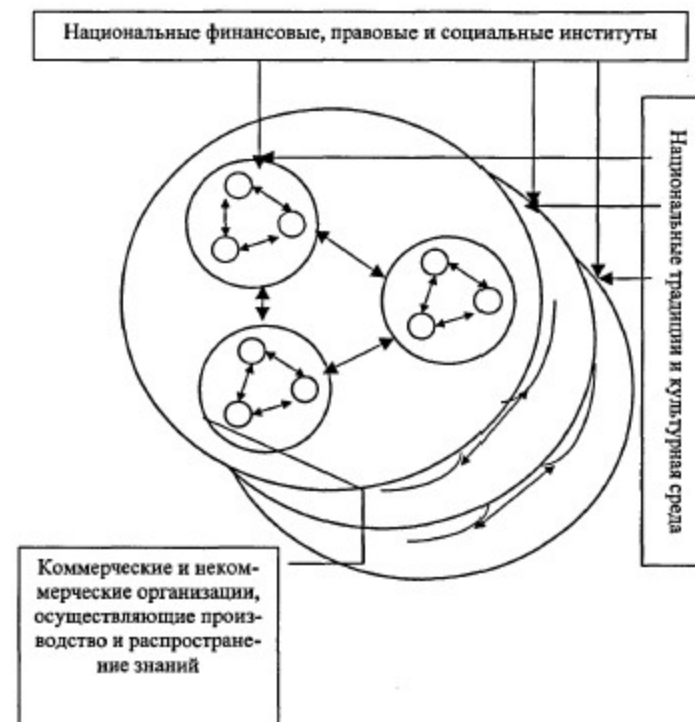 Национальные финансовые, правовые и социальные институты
Национальные традиции и культурная среда
Коммерческие и неком-
мерческие организации,
осуществляющие произ-
водство и распростране-
ние знаний